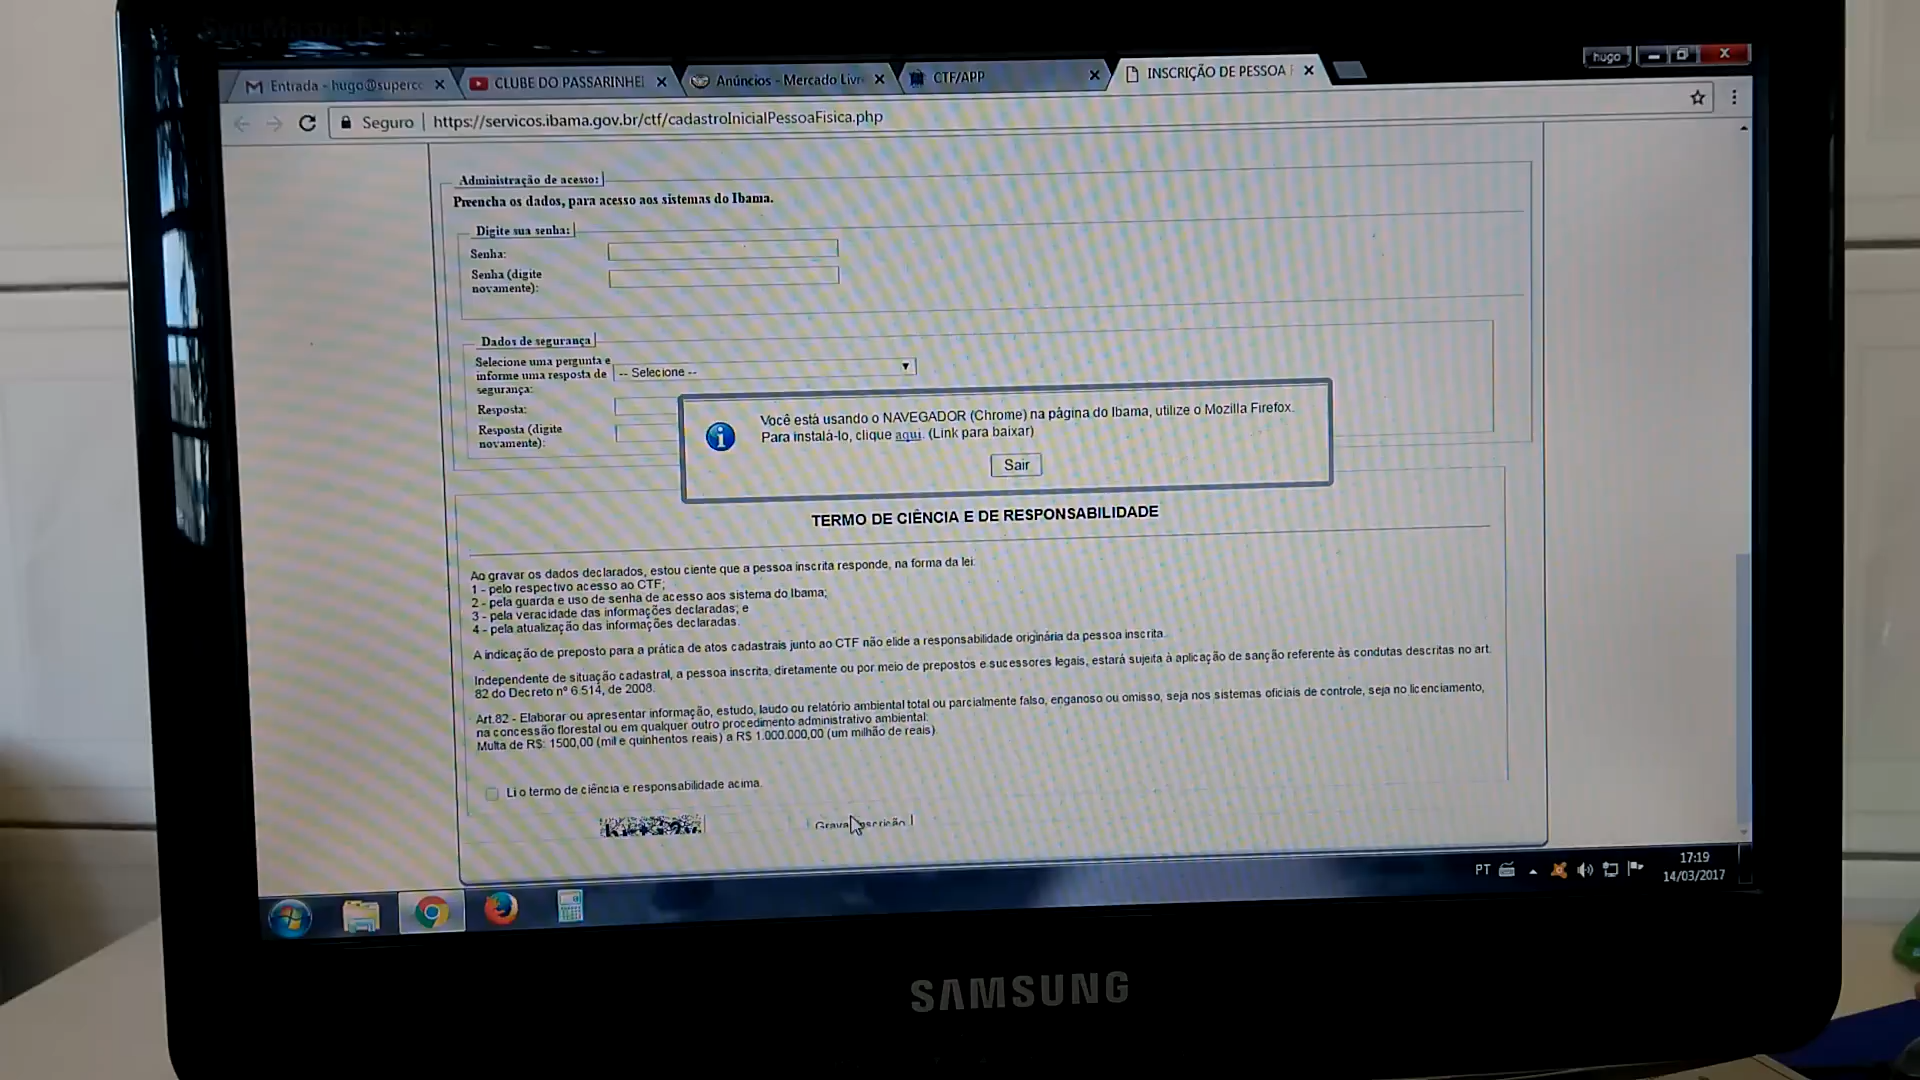 hugo
Entrada - hugo@superco
CLUBE DO PASSARINHEI
Anúncios - Mercado Livr
CTF/APP
INSCRIÇÃO DE PESSOA F
Seguro | https://servicos.ibama.gov.br/ctf/cadastroInicialPessoaFisica.php
Administração de acesso:
Preencha os dados, para acesso aos sistemas do Ibama.
Digite sua senha:
Senha:
Senha (digite
novamente):
Dados de segurança
Selecione uma pergunta e
informe uma resposta de
segurança:
-- Selecione --
Resposta:
Resposta (digite
novamente):
Você está usando o NAVEGADOR (Chrome) na página do Ibama, utilize o Mozilla Firefox.
Para instalá-lo, clique aqui. (Link para baixar)
Sair
TERMO DE CIÊNCIA E DE RESPONSABILIDADE
Ao gravar os dados declarados, estou ciente que a pessoa inscrita responde, na forma da lei:
1 - pelo respectivo acesso ao CTF;
2 - pela guarda e uso de senha de acesso aos sistema do Ibama;
3 - pela veracidade das informações declaradas; e
4 - pela atualização das informações declaradas.
A indicação de preposto para a prática de atos cadastrais junto ao CTF não elide a responsabilidade originária da pessoa inscrita.
Independente de situação cadastral, a pessoa inscrita, diretamente ou por meio de prepostos e sucessores legais, estará sujeita à aplicação de sanção referente às condutas descritas no art.
82 do Decreto nº 6.514, de 2008.
Art.82 - Elaborar ou apresentar informação, estudo, laudo ou relatório ambiental total ou parcialmente falso, enganoso ou omisso, seja nos sistemas oficiais de controle, seja no licenciamento,
na concessão florestal ou em qualquer outro procedimento administrativo ambiental:
Multa de R$: 1500,00 (mil e quinhentos reais) a R$ 1.000.000,00 (um milhão de reais).
Li o termo de ciência e responsabilidade acima.
PT
17:19
14/03/2017
SAMSUNG